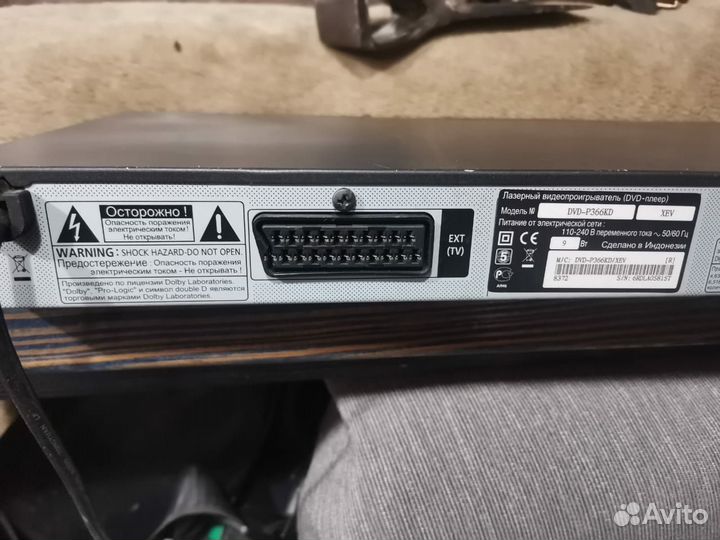 Осторожно !
Опасность поражения
электрическим током!
Не открывать !
WARNING: SHOCK HAZARD-DO NOT OPEN.
Предостережение : Опасность поражения
электрическим током - Не открывать !
Произведено по лицензии Dolby Laboratories.
"Dolby", "Pro-Logic" и символ double D являются
торговыми марками Dolby Laboratories.
EXT
(TV)
Лазерный видеопроигрыватель (DVD-плеер)
Модель № DVD-P366KD XEV
Питание от электрической сети :
110-240 В переменного тока ~ 50/60 Гц
9 Вт Сделано в Индонезии
M/C: DVD-P366KD/XEV [R]
8372 S/N: 6RDLA05815T
5
Avito